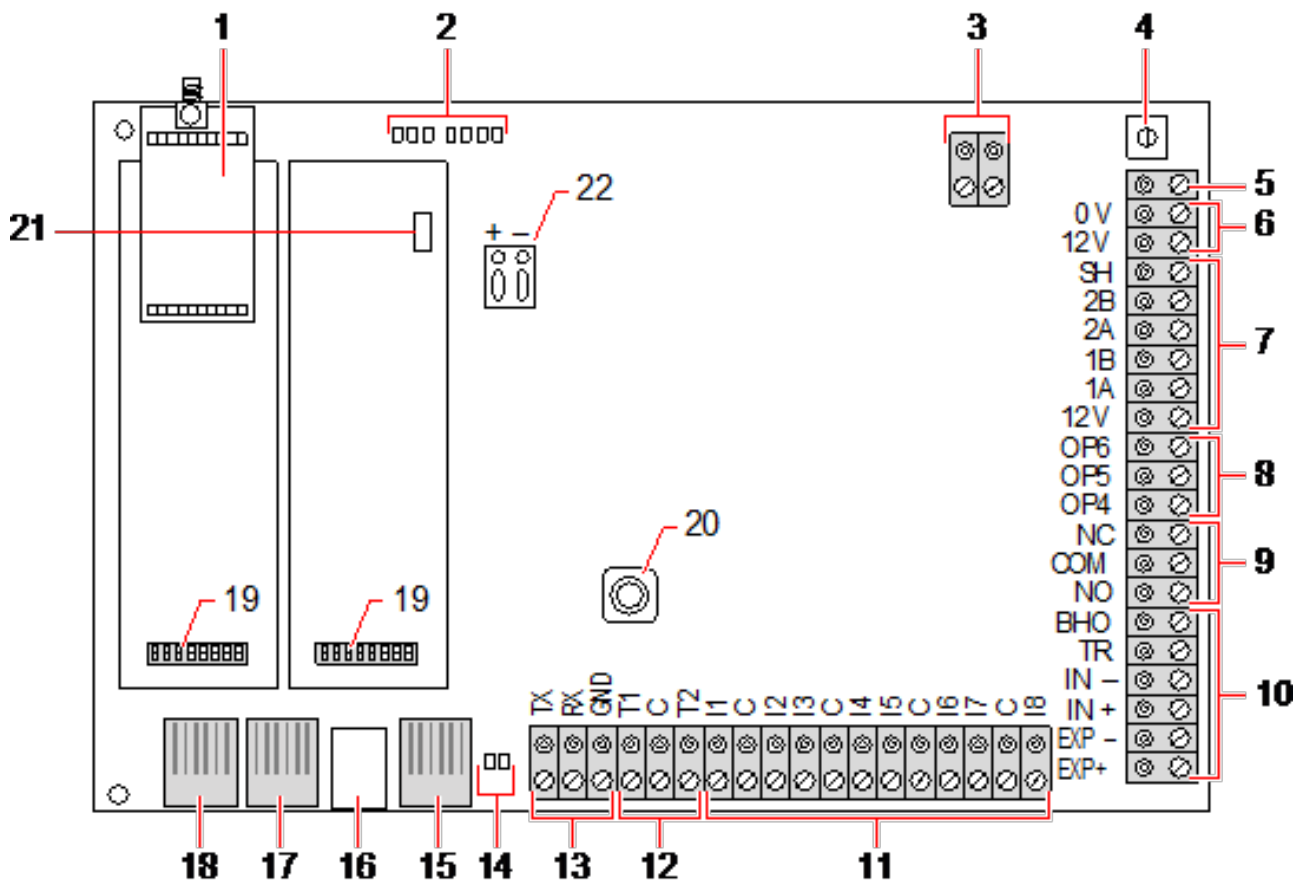 1 2 3 4
5
0 V
12V
6
SH
2B
2A
1B
1A
12V
7
OP6
OP5
OP4
8
NC
COM
NO
9
BHO
TR
IN –
IN +
EXP –
EXP+
10
21
22
+ –
20
19 19
TX RX GND T1 C T2 I1 C I2 I3 C I4 I5 C I6 I7 C I8
18 17 16 15 14 13 12 11